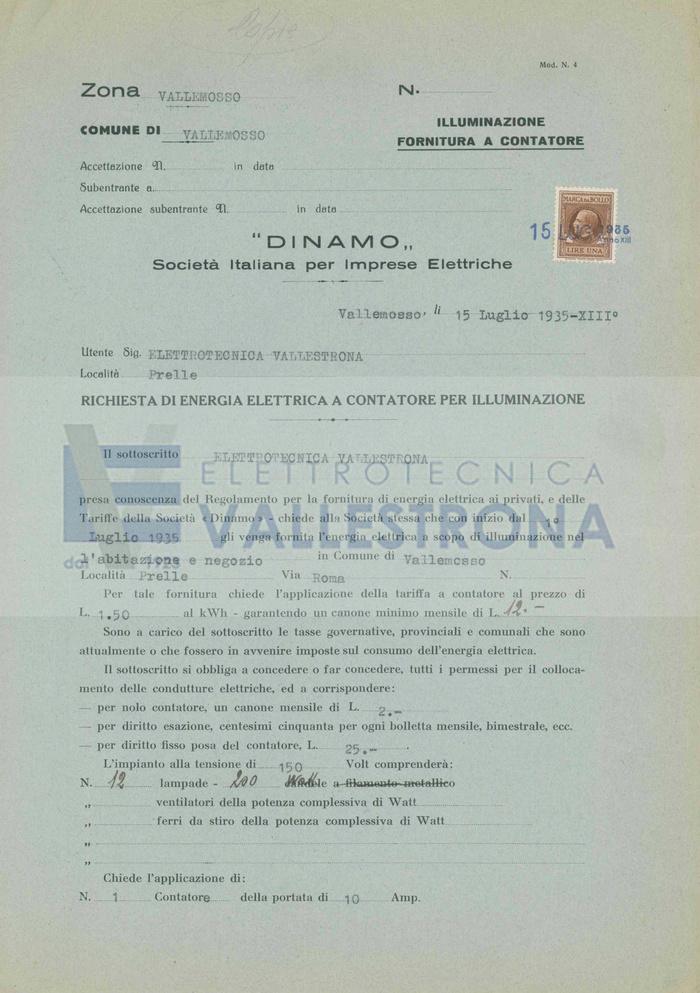 Copia
Mod. N. 4
Zona VALLEMOSSO N.
COMUNE DI VALLEMOSSO
ILLUMINAZIONE
FORNITURA A CONTATORE
Accettazione N. in data
Subentrante a
Accettazione subentrante N. in data
MARCA DA BOLLO
15 LUG 1935
Anno XIII
LIRE UNA
"DINAMO„
Società Italiana per Imprese Elettriche
Vallemosso, li 15 Luglio 1935-XIII°
Utente Sig. ELETTROTECNICA VALLESTRONA
Località Prelle
RICHIESTA DI ENERGIA ELETTRICA A CONTATORE PER ILLUMINAZIONE
Il sottoscritto ELETTROTECNICA VALLESTRONA
ELETTROTECNICA
VALLESTRONA
presa conoscenza del Regolamento per la fornitura di energia elettrica ai privati, e delle
Tariffe della Società «Dinamo» - chiede alla Società stessa che con inizio dal 1°
Luglio 1935 gli venga fornita l'energia elettrica a scopo di illuminazione nel
l'abitazione e negozio in Comune di Vallemosso
Località Prelle Via Roma N.
Per tale fornitura chiede l'applicazione della tariffa a contatore al prezzo di
L. 1.50 al kWh - garantendo un canone minimo mensile di L. 12.-
Sono a carico del sottoscritto le tasse governative, provinciali e comunali che sono
attualmente o che fossero in avvenire imposte sul consumo dell'energia elettrica.
Il sottoscritto si obbliga a concedere o far concedere, tutti i permessi per il colloca-
mento delle condutture elettriche, ed a corrispondere:
— per nolo contatore, un canone mensile di L. 2.-
— per diritto esazione, centesimi cinquanta per ogni bolletta mensile, bimestrale, ecc.
— per diritto fisso posa del contatore, L. 25.- .
L'impianto alla tensione di 150 Volt comprenderà:
N. 12 lampade - 200 Watt candele a filamento metallico
„ ventilatori della potenza complessiva di Watt
„ ferri da stiro della potenza complessiva di Watt
„
„
Chiede l'applicazione di:
N. 1 Contatore della portata di 10 Amp.